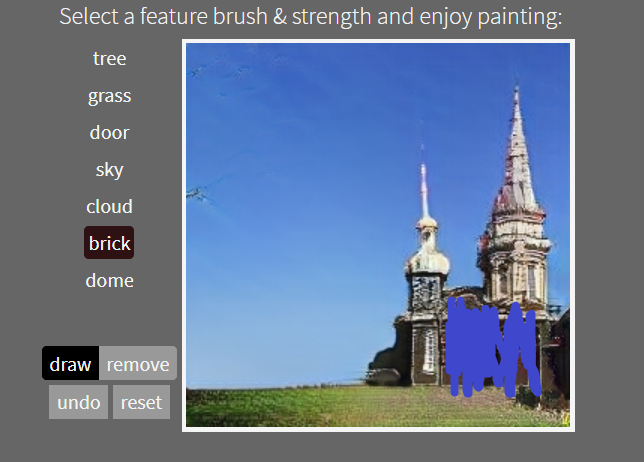 Select a feature brush & strength and enjoy painting:
tree
grass
door
sky
cloud
brick
dome
draw remove
undo reset